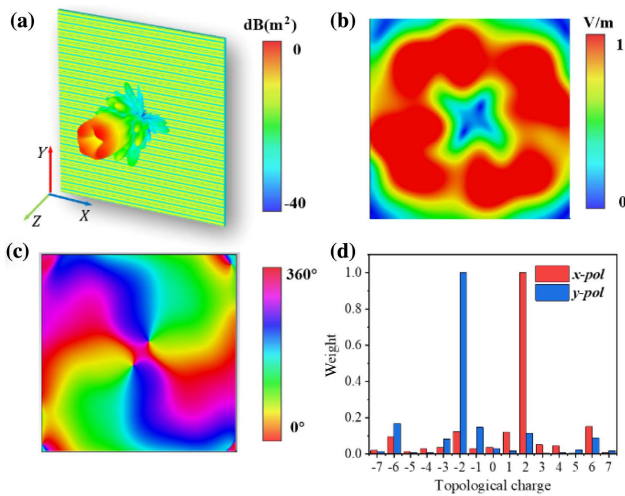 (a)
dB(m²)
0
-40
Y
Z
X
(b)
V/m
1
0
(c)
360°
0°
(d)
x-pol
y-pol
Weight
1.0
0.8
0.6
0.4
0.2
0.0
-7 -6 -5 -4 -3 -2 -1 0 1 2 3 4 5 6 7
Topological charge